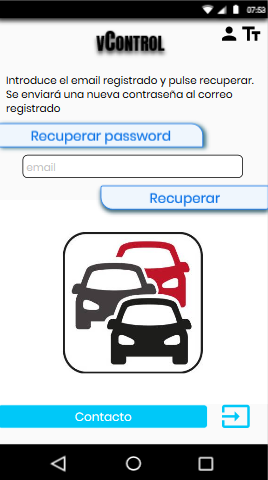 07:53
vControl
Tт
Introduce el email registrado y pulse recuperar.
Se enviará una nueva contraseña al correo
registrado
Recuperar password
email
Recuperar
Contacto